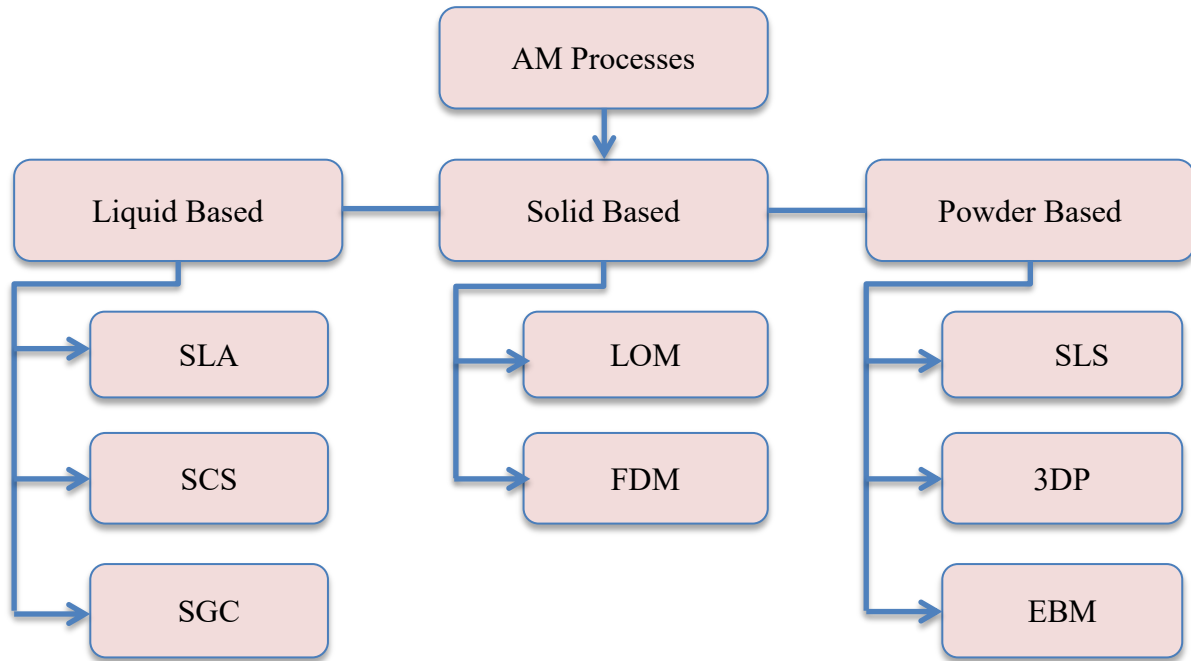 AM Processes
Liquid Based
Solid Based
Powder Based
SLA
LOM
SLS
SCS
FDM
3DP
SGC
EBM